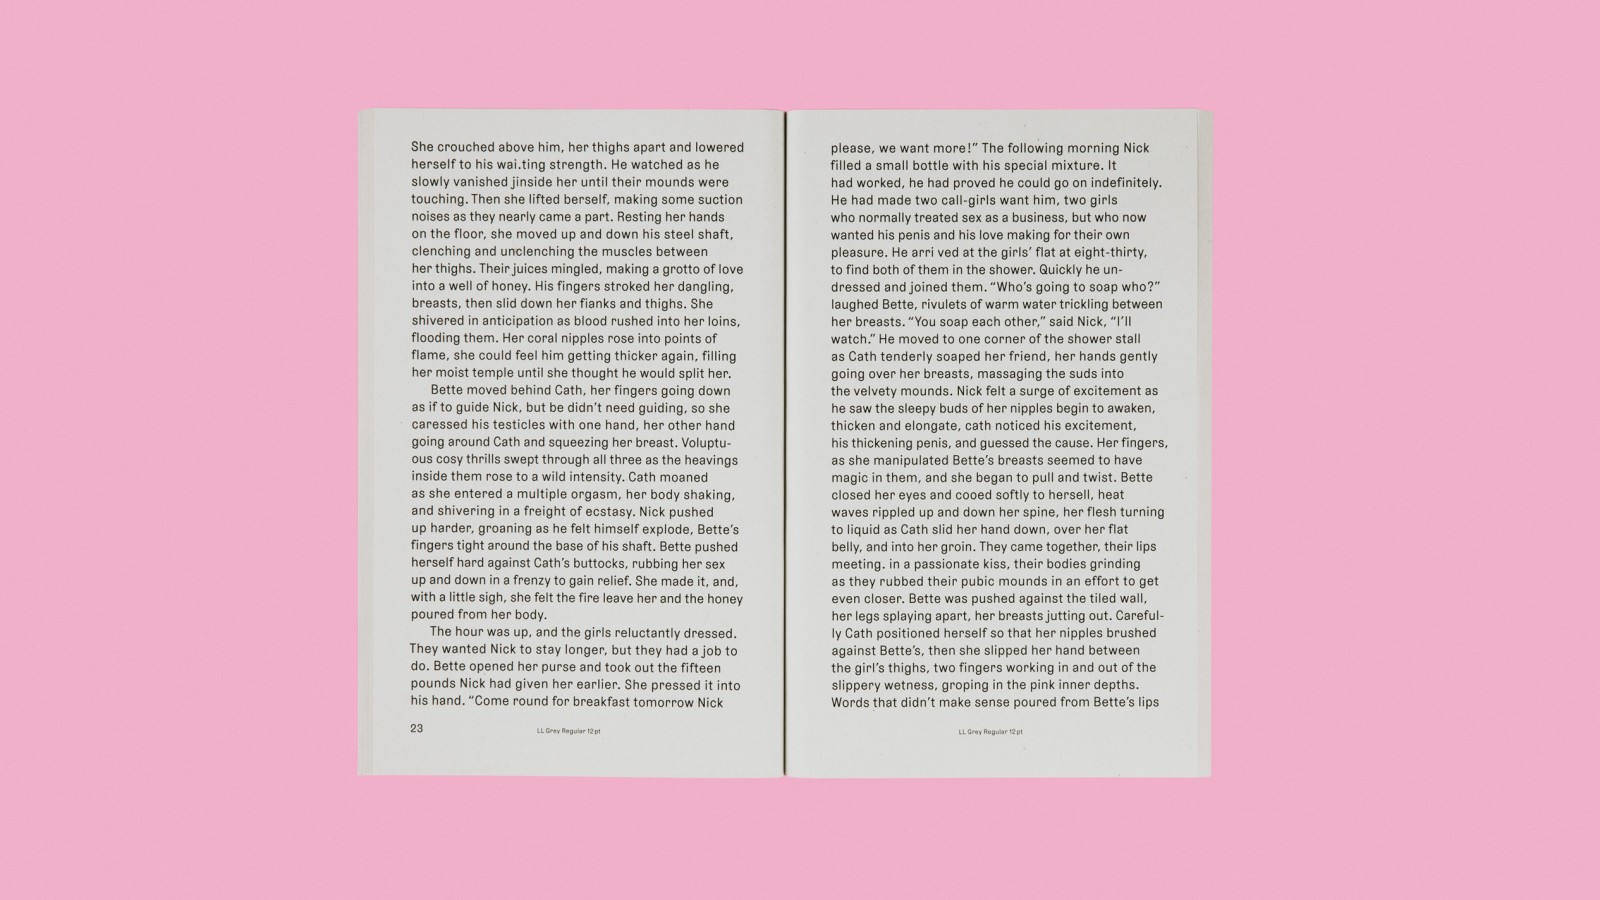 She crouched above him, her thighs apart and lowered
herself to his wai.ting strength. He watched as he
slowly vanished jinside her until their mounds were
touching. Then she lifted berself, making some suction
noises as they nearly came a part. Resting her hands
on the floor, she moved up and down his steel shaft,
clenching and unclenching the muscles between
her thighs. Their juices mingled, making a grotto of love
into a well of honey. His fingers stroked her dangling,
breasts, then slid down her fianks and thighs. She
shivered in anticipation as blood rushed into her loins,
flooding them. Her coral nipples rose into points of
flame, she could feel him getting thicker again, filling
her moist temple until she thought he would split her.
Bette moved behind Cath, her fingers going down
as if to guide Nick, but be didn’t need guiding, so she
caressed his testicles with one hand, her other hand
going around Cath and squeezing her breast. Voluptu-
ous cosy thrills swept through all three as the heavings
inside them rose to a wild intensity. Cath moaned
as she entered a multiple orgasm, her body shaking,
and shivering in a freight of ecstasy. Nick pushed
up harder, groaning as he felt himself explode, Bette’s
fingers tight around the base of his shaft. Bette pushed
herself hard against Cath’s buttocks, rubbing her sex
up and down in a frenzy to gain relief. She made it, and,
with a little sigh, she felt the fire leave her and the honey
poured from her body.
The hour was up, and the girls reluctantly dressed.
They wanted Nick to stay longer, but they had a job to
do. Bette opened her purse and took out the fifteen
pounds Nick had given her earlier. She pressed it into
his hand. “Come round for breakfast tomorrow Nick
23
LL Grey Regular 12 pt
please, we want more!” The following morning Nick
filled a small bottle with his special mixture. It
had worked, he had proved he could go on indefinitely.
He had made two call-girls want him, two girls
who normally treated sex as a business, but who now
wanted his penis and his love making for their own
pleasure. He arri ved at the girls’ flat at eight-thirty,
to find both of them in the shower. Quickly he un-
dressed and joined them. “Who’s going to soap who?”
laughed Bette, rivulets of warm water trickling between
her breasts. “You soap each other,” said Nick, “I’ll
watch.” He moved to one corner of the shower stall
as Cath tenderly soaped her friend, her hands gently
going over her breasts, massaging the suds into
the velvety mounds. Nick felt a surge of excitement as
he saw the sleepy buds of her nipples begin to awaken,
thicken and elongate, cath noticed his excitement,
his thickening penis, and guessed the cause. Her fingers,
as she manipulated Bette’s breasts seemed to have
magic in them, and she began to pull and twist. Bette
closed her eyes and cooed softly to hersell, heat
waves rippled up and down her spine, her flesh turning
to liquid as Cath slid her hand down, over her flat
belly, and into her groin. They came together, their lips
meeting. in a passionate kiss, their bodies grinding
as they rubbed their pubic mounds in an effort to get
even closer. Bette was pushed against the tiled wall,
her legs splaying apart, her breasts jutting out. Careful-
ly Cath positioned herself so that her nipples brushed
against Bette’s, then she slipped her hand between
the girl’s thighs, two fingers working in and out of the
slippery wetness, groping in the pink inner depths.
Words that didn’t make sense poured from Bette’s lips
LL Grey Regular 12 pt